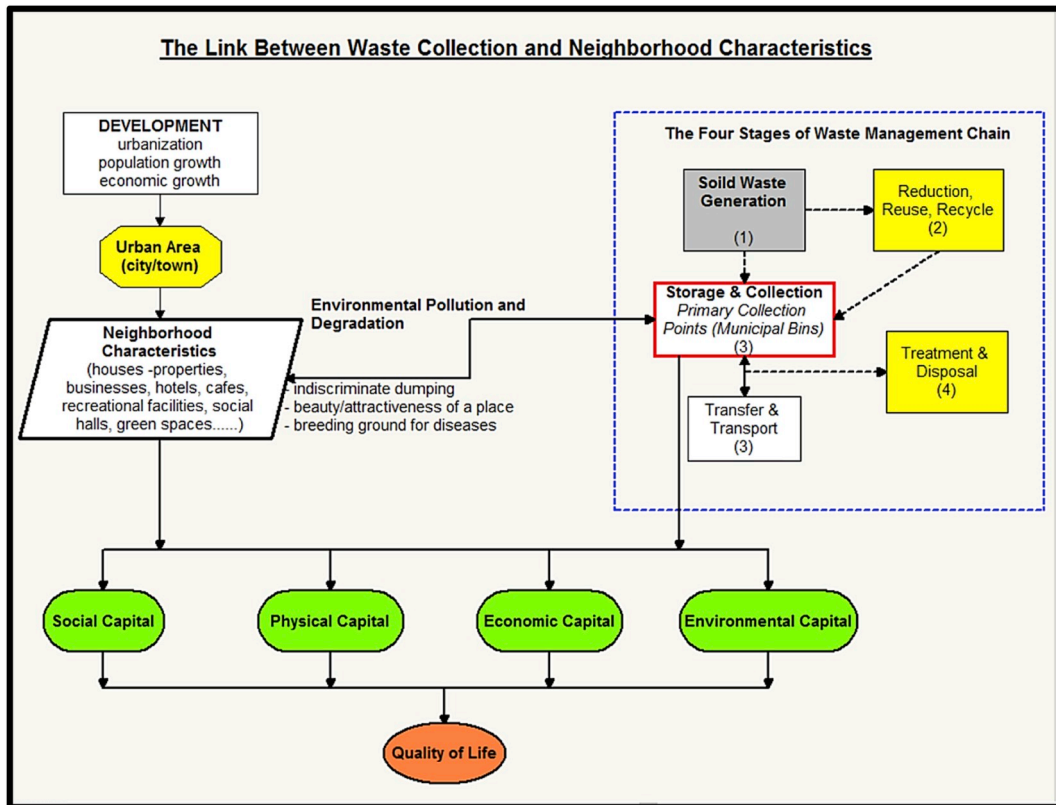 The Link Between Waste Collection and Neighborhood Characteristics
DEVELOPMENT
urbanization
population growth
economic growth
Urban Area
(city/town)
Neighborhood
Characteristics
(houses -properties,
businesses, hotels, cafes,
recreational facilities, social
halls, green spaces......)
Environmental Pollution and
Degradation
- indiscriminate dumping
- beauty/attractiveness of a place
- breeding ground for diseases
The Four Stages of Waste Management Chain
Soild Waste
Generation
(1)
Reduction,
Reuse, Recycle
(2)
Storage & Collection
Primary Collection
Points (Municipal Bins)
(3)
Treatment &
Disposal
(4)
Transfer &
Transport
(3)
Social Capital
Physical Capital
Economic Capital
Environmental Capital
Quality of Life